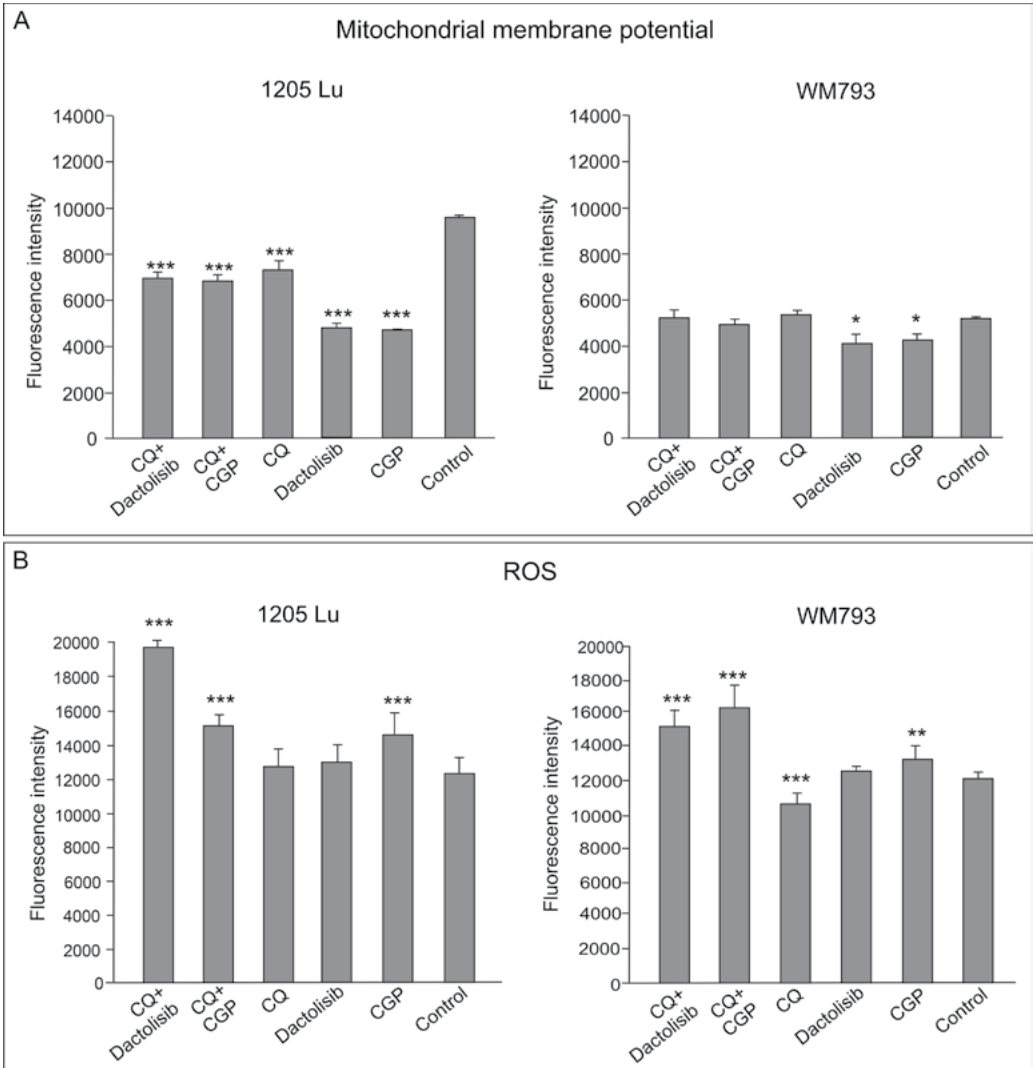 A
Mitochondrial membrane potential
1205 Lu
Fluorescence intensity
14000
12000
10000
8000
6000
4000
2000
0
***
***
***
***
***
CQ+
Dactolisib
CQ+
CGP
CQ
Dactolisib
CGP
Control
WM793
Fluorescence intensity
14000
12000
10000
8000
6000
4000
2000
0
*
*
CQ+
Dactolisib
CQ+
CGP
CQ
Dactolisib
CGP
Control
B
ROS
1205 Lu
Fluorescence intensity
20000
18000
16000
14000
12000
10000
8000
6000
4000
2000
0
***
***
***
CQ+
Dactolisib
CQ+
CGP
CQ
Dactolisib
CGP
Control
WM793
Fluorescence intensity
20000
18000
16000
14000
12000
10000
8000
6000
4000
2000
0
***
***
***
**
CQ+
Dactolisib
CQ+
CGP
CQ
Dactolisib
CGP
Control